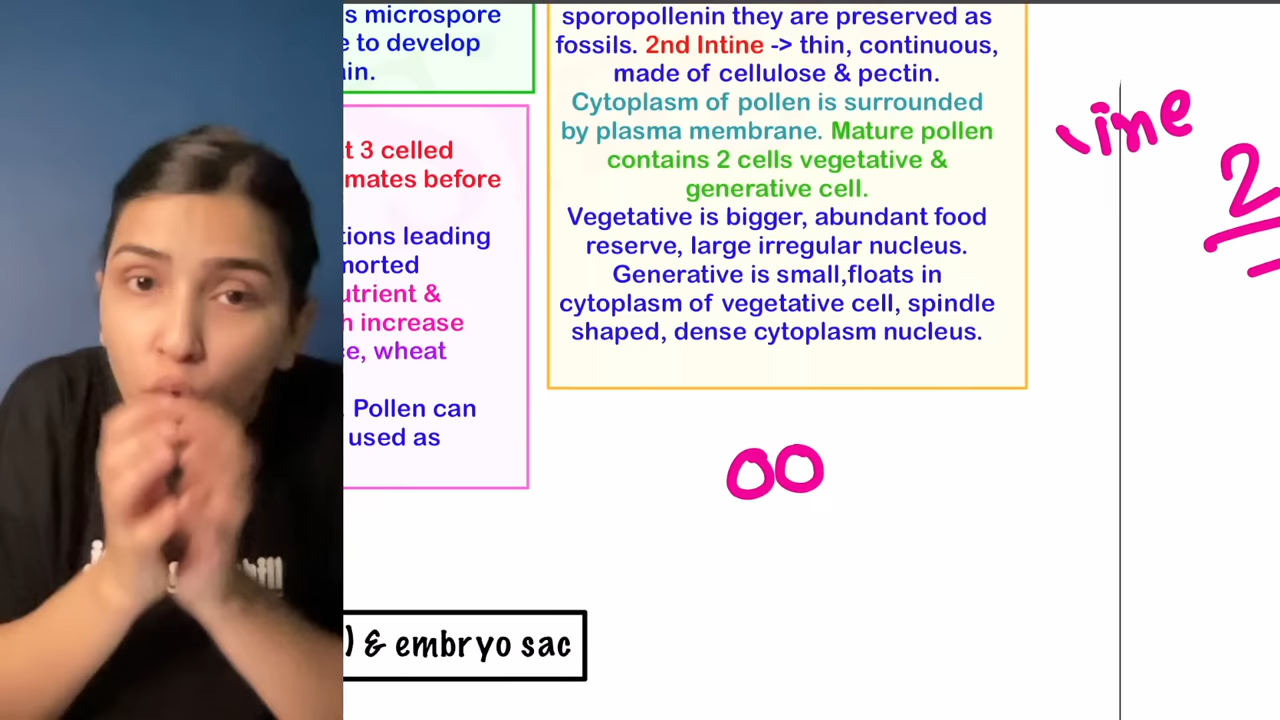 s microspore
e to develop
in.
t 3 celled
mates before
tions leading
morted
utrient &
h increase
ce, wheat
Pollen can
used as
sporopollenin they are preserved as
fossils. 2nd Intine -> thin, continuous,
made of cellulose & pectin.
Cytoplasm of pollen is surrounded
by plasma membrane. Mature pollen
contains 2 cells vegetative &
generative cell.
Vegetative is bigger, abundant food
reserve, large irregular nucleus.
Generative is small,floats in
cytoplasm of vegetative cell, spindle
shaped, dense cytoplasm nucleus.
ine
2
00
) & embryo sac